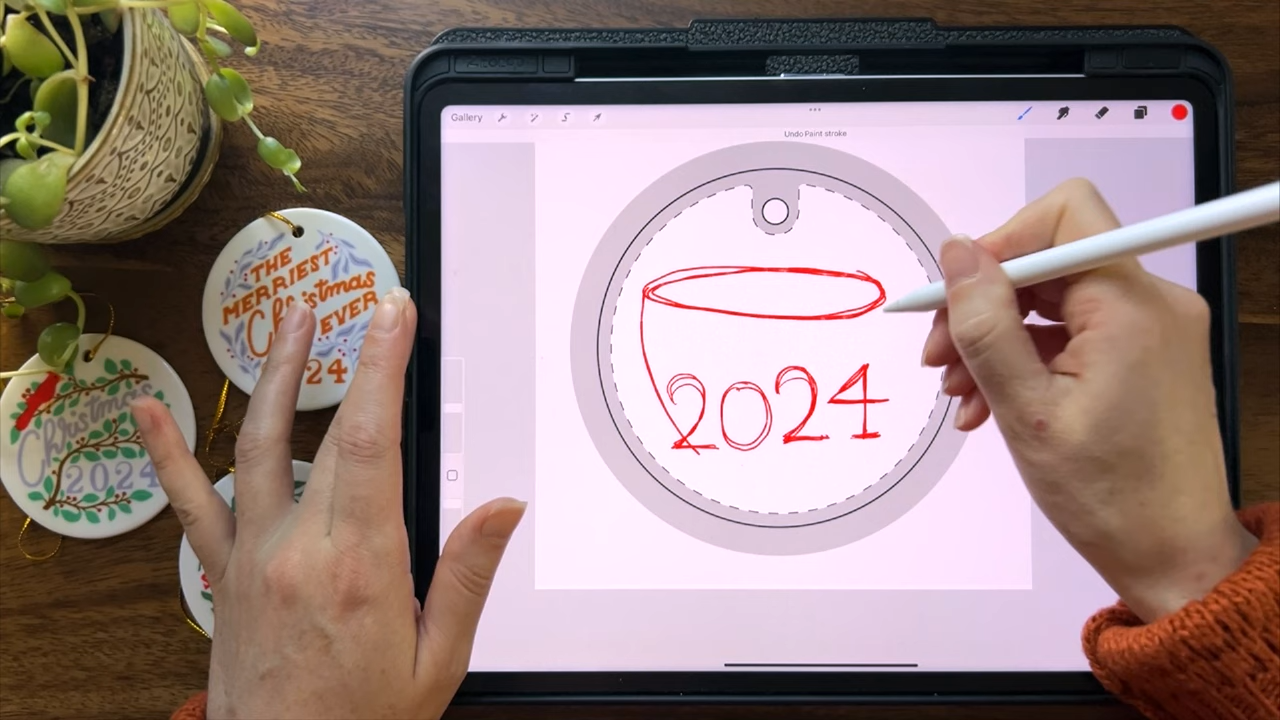 Gallery
Undo Paint stroke
2024
THE
MERRIEST
Christmas
EVER
24
Christmas
2024